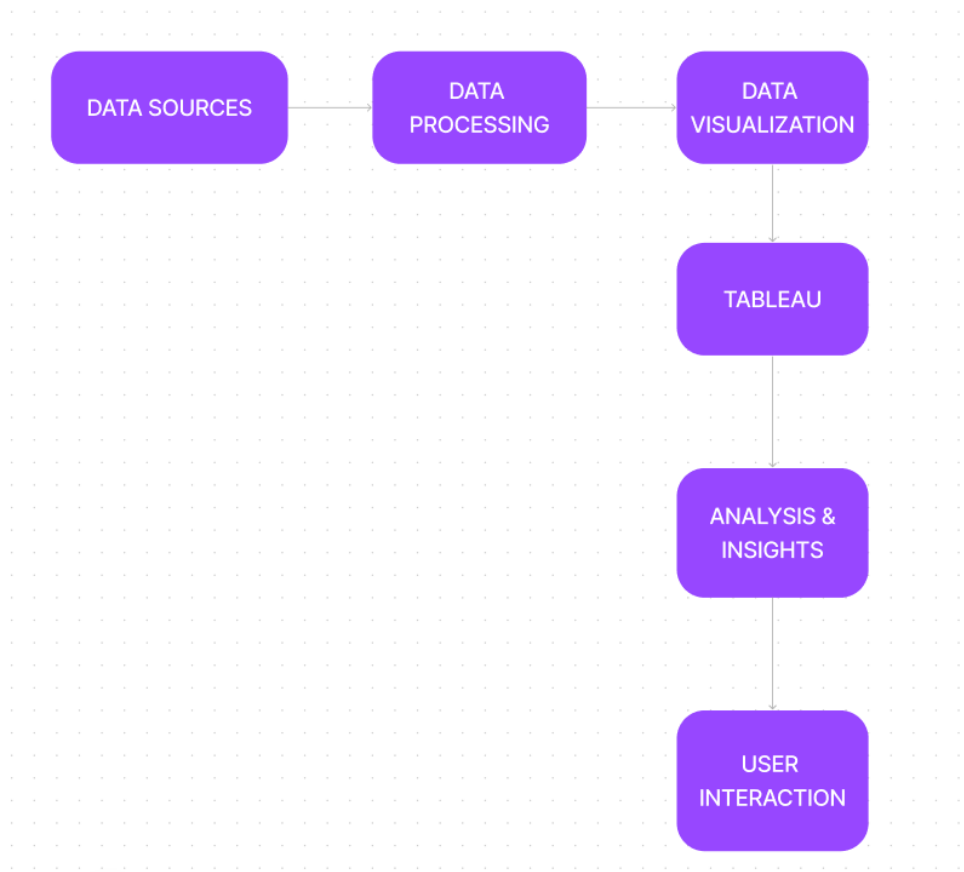 DATA SOURCES
DATA
PROCESSING
DATA
VISUALIZATION
TABLEAU
ANALYSIS &
INSIGHTS
USER
INTERACTION